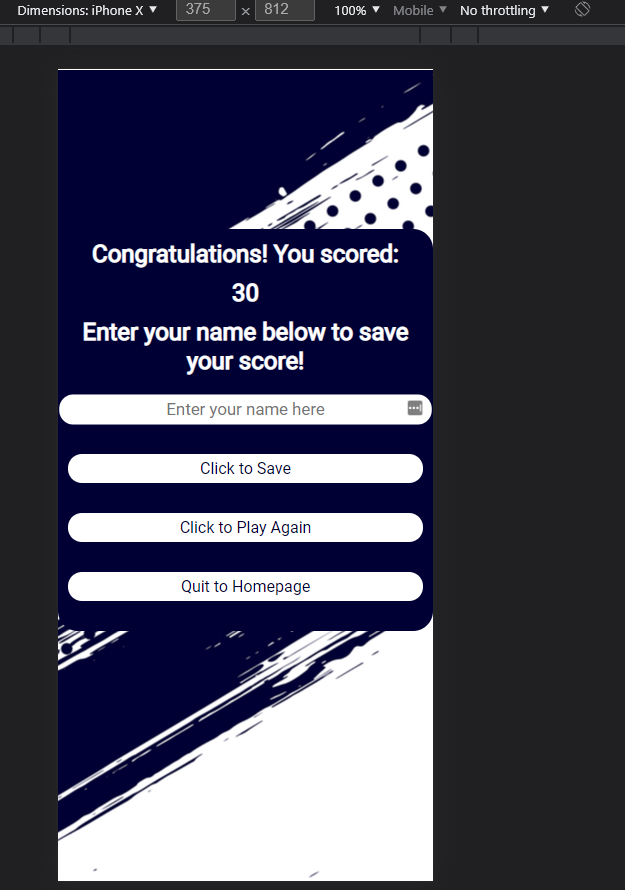 Dimensions: iPhone X ▼ 375 × 812 100% ▼ Mobile ▼ No throttling ▼
Congratulations! You scored:
30
Enter your name below to save
your score!
Enter your name here
Click to Save
Click to Play Again
Quit to Homepage